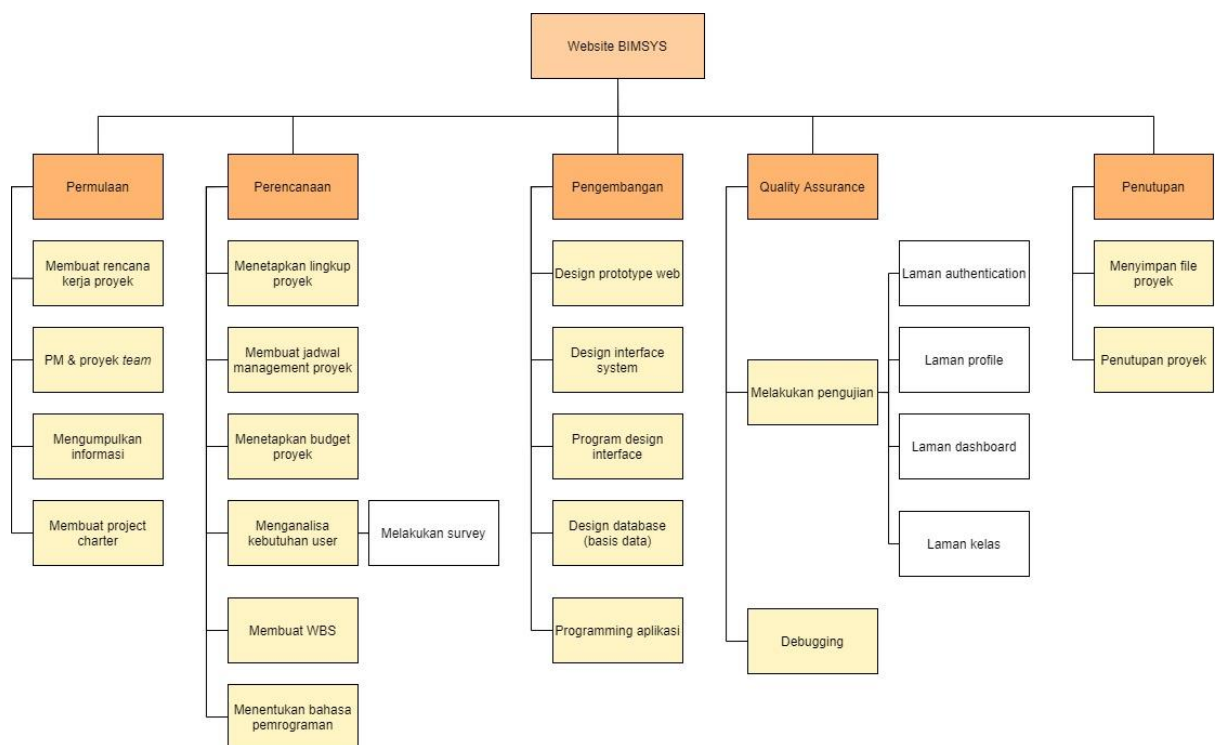 Website BIMSYS
Permulaan
Membuat rencana
kerja proyek
PM & proyek team
Mengumpulkan
informasi
Membuat project
charter
Perencanaan
Menetapkan lingkup
proyek
Membuat jadwal
management proyek
Menetapkan budget
proyek
Menganalisa
kebutuhan user
Melakukan survey
Membuat WBS
Menentukan bahasa
pemrograman
Pengembangan
Design prototype web
Design interface
system
Program design
interface
Design database
(basis data)
Programming aplikasi
Quality Assurance
Melakukan pengujian
Laman authentication
Laman profile
Laman dashboard
Laman kelas
Debugging
Penutupan
Menyimpan file
proyek
Penutupan proyek